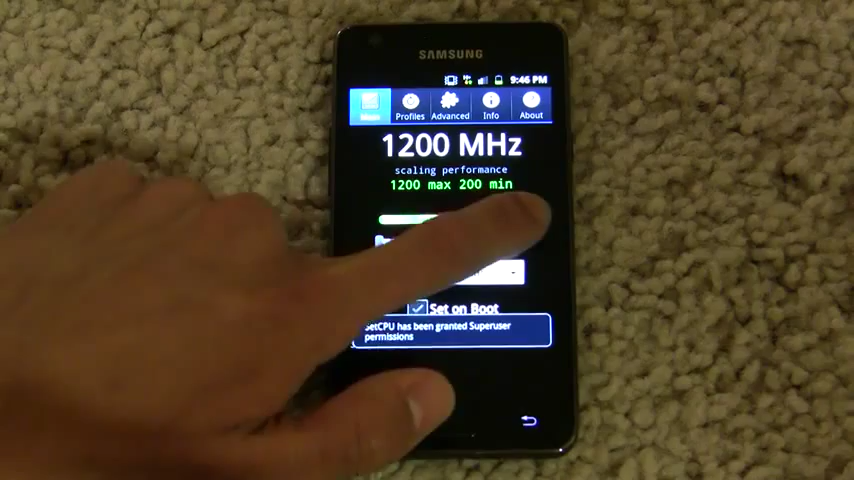 SAMSUNG
9:46 PM
Profiles Advanced Info About
1200 MHz
scaling performance
1200 max 200 min
Set on Boot
SetCPU has been granted Superuser
permissions